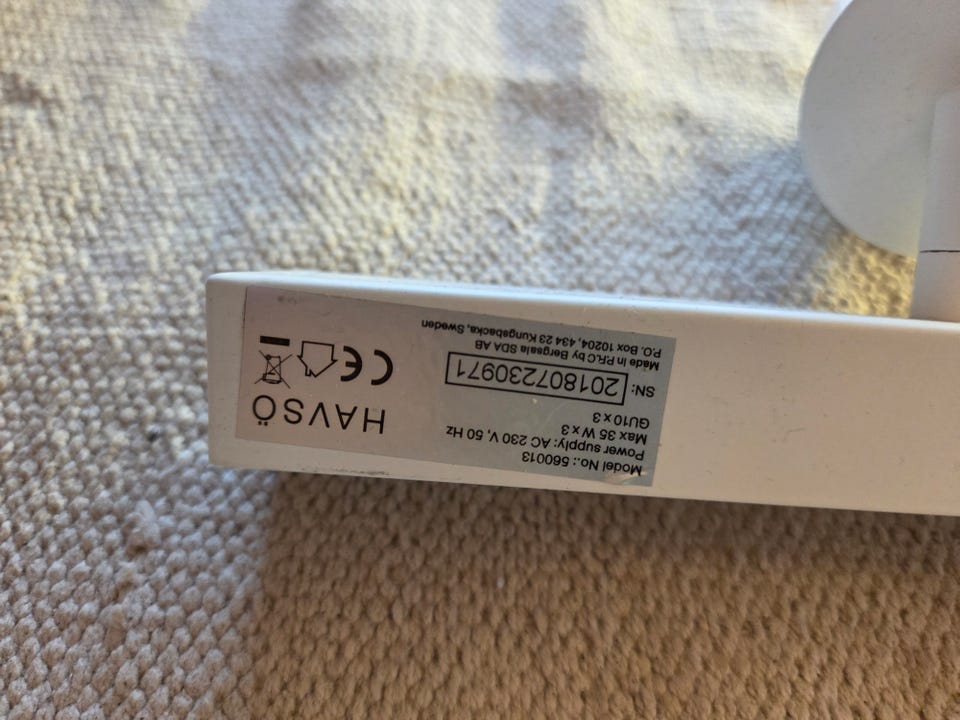 Model No.: 560013
Power supply: AC 230 V, 50 Hz
Max 35 W x 3
GU10 x 3
SN: 201807230971
Made in P.R.C by Bergsala SDA AB
P.O. Box 10204, 434 23 Kungsbacka, Sweden
HAVSÖ
CE